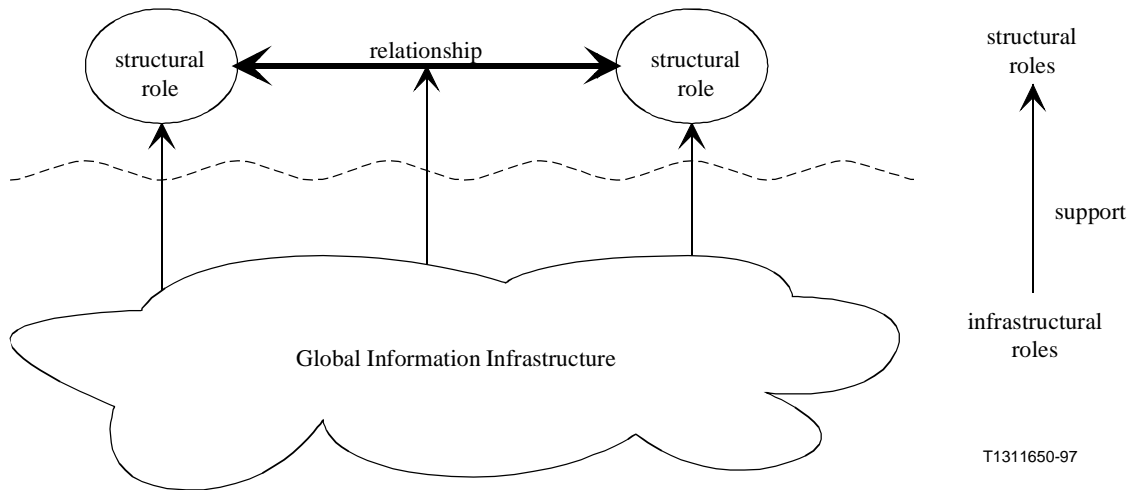 structural
role
relationship
structural
role
structural
roles
support
Global Information Infrastructure
infrastructural
roles
T1311650-97